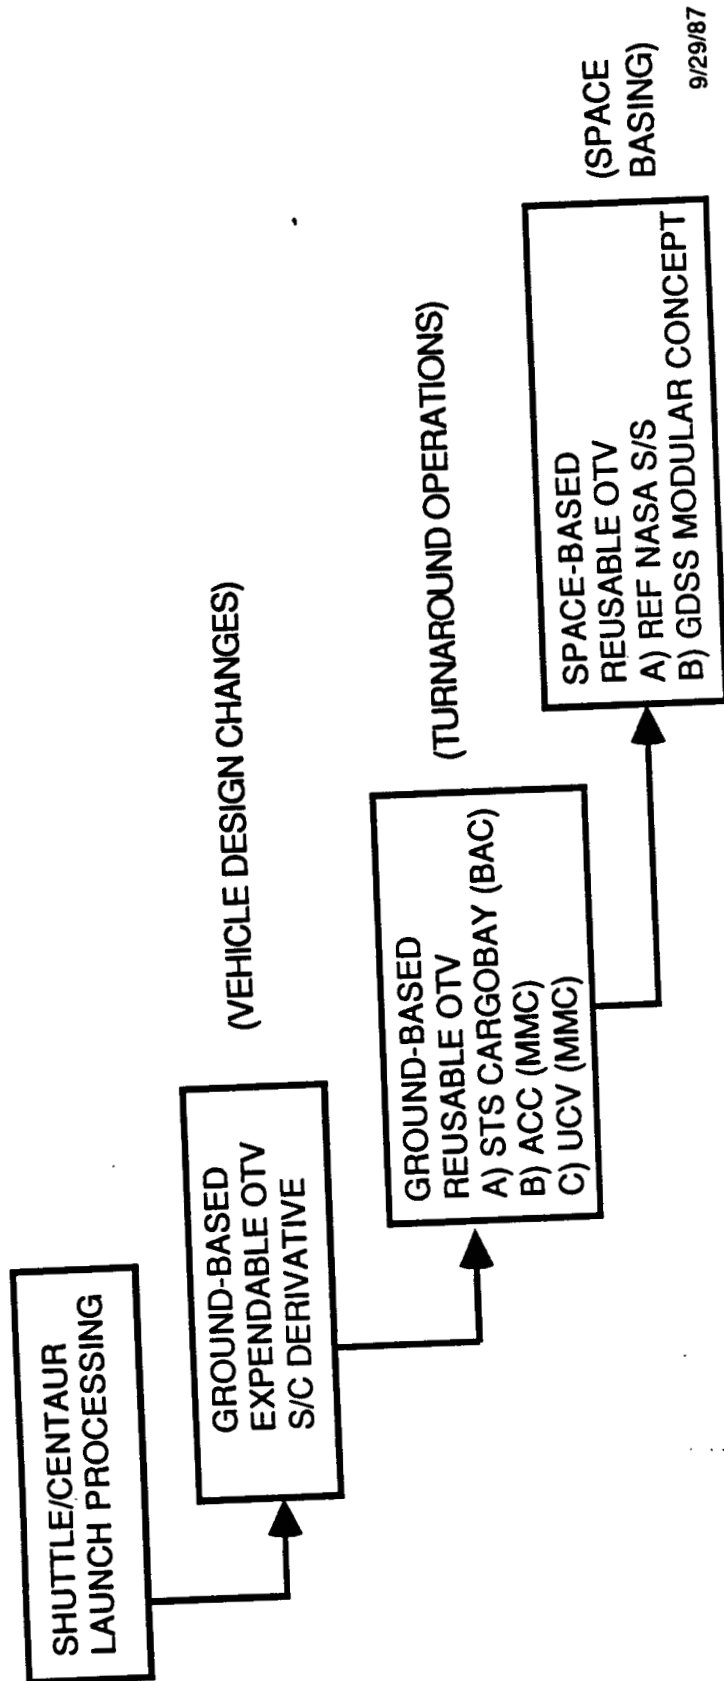 SHUTTLE/CENTAUR
LAUNCH PROCESSING
GROUND-BASED
EXPENDABLE OTV
S/C DERIVATIVE
(VEHICLE DESIGN CHANGES)
GROUND-BASED
REUSABLE OTV
A) STS CARGOBAY (BAC)
B) ACC (MMC)
C) UCV (MMC)
(TURNAROUND OPERATIONS)
SPACE-BASED
REUSABLE OTV
A) REF NASA S/S
B) GDSS MODULAR CONCEPT
(SPACE
BASING)
9/29/87